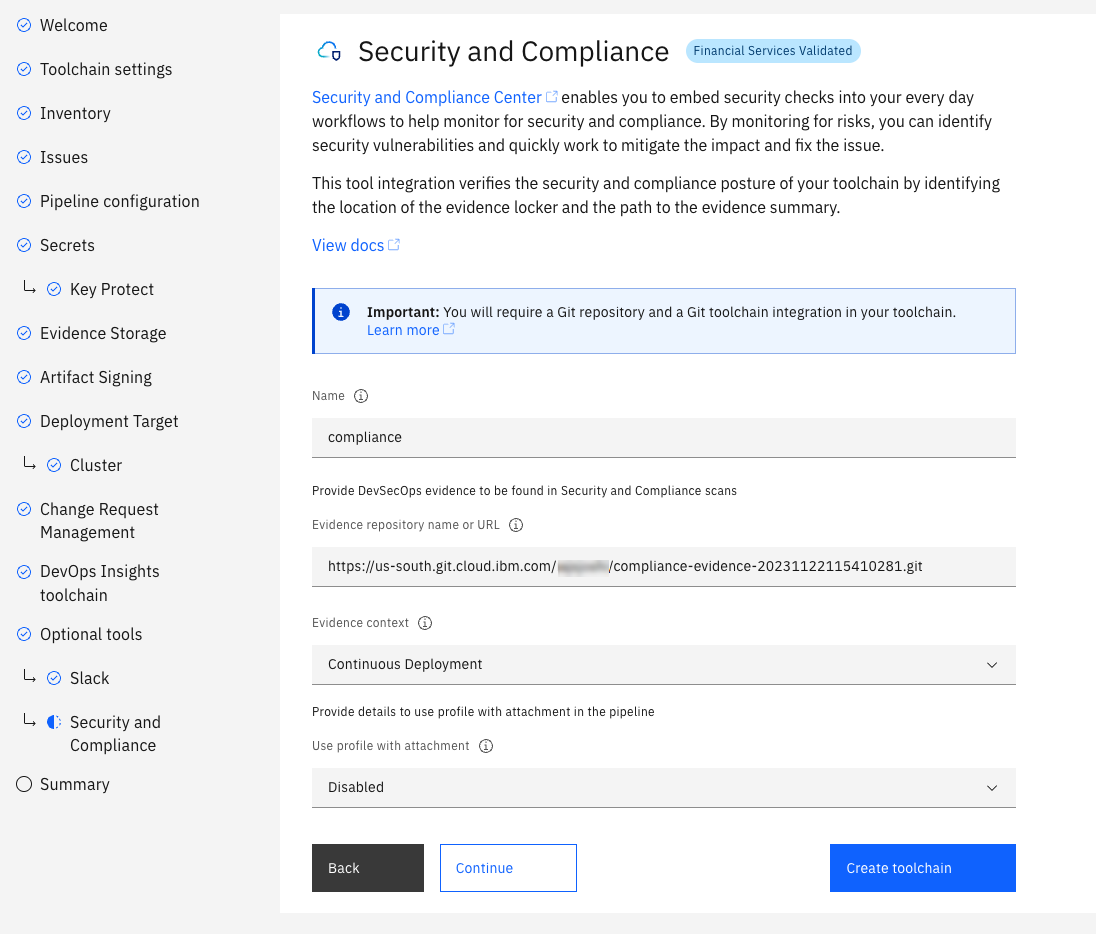 Welcome
Toolchain settings
Inventory
Issues
Pipeline configuration
Secrets
Key Protect
Evidence Storage
Artifact Signing
Deployment Target
Cluster
Change Request
Management
DevOps Insights
toolchain
Optional tools
Slack
Security and
Compliance
Summary
Security and Compliance
Financial Services Validated
Security and Compliance Center enables you to embed security checks into your every day
workflows to help monitor for security and compliance. By monitoring for risks, you can identify
security vulnerabilities and quickly work to mitigate the impact and fix the issue.
This tool integration verifies the security and compliance posture of your toolchain by identifying
the location of the evidence locker and the path to the evidence summary.
View docs
Important: You will require a Git repository and a Git toolchain integration in your toolchain.
Learn more
Name
compliance
Provide DevSecOps evidence to be found in Security and Compliance scans
Evidence repository name or URL
https://us-south.git.cloud.ibm.com/ /compliance-evidence-20231122115410281.git
Evidence context
Continuous Deployment
Provide details to use profile with attachment in the pipeline
Use profile with attachment
Disabled
Back
Continue
Create toolchain